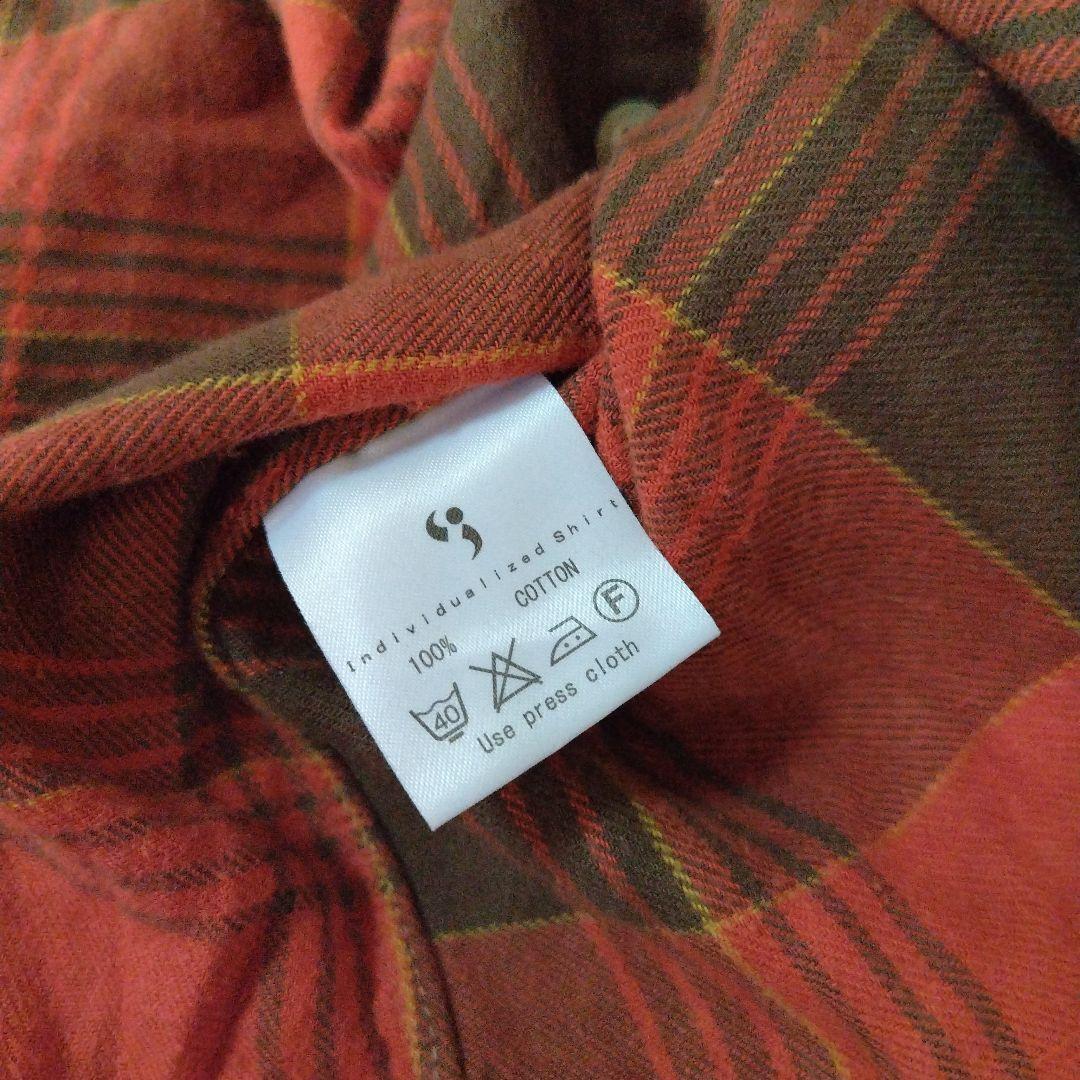 Individualized Shirt
100% COTTON
40 F
Use press cloth